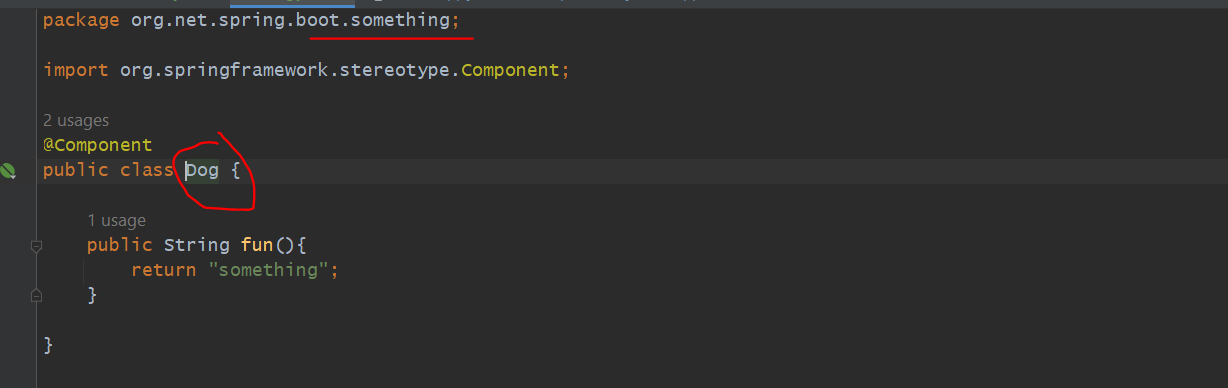 package org.net.spring.boot.something;
import org.springframework.stereotype.Component;
2 usages
@Component
public class Dog {
1 usage
public String fun(){
return "something";
}
}